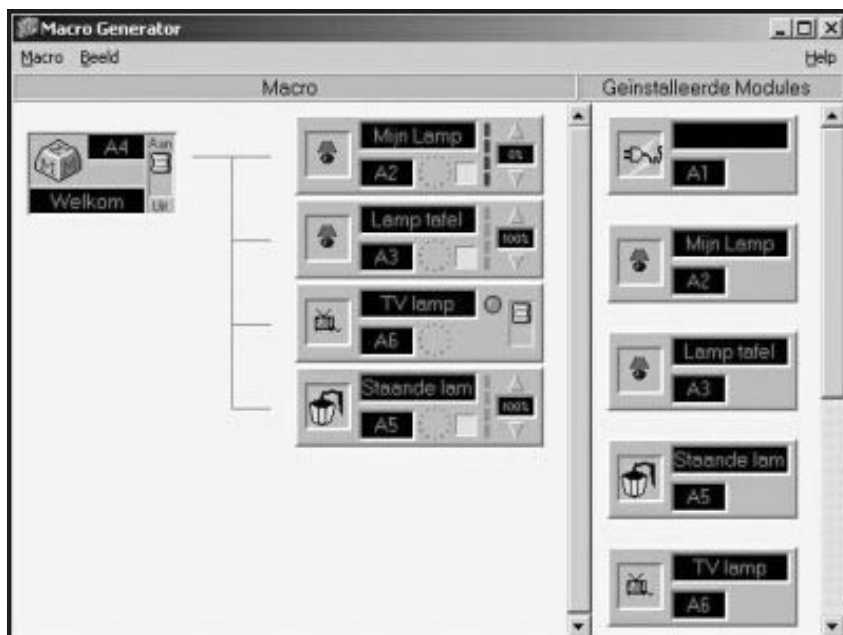 Macro Generator
Macro Beeld Help
Macro
Geïnstalleerde Modules
A4
Aan
Welkom
Uit
Mijn Lamp
A2
0%
Lamp tafel
A3
100%
TV lamp
A6
Staande lam
A5
100%
A1
Mijn Lamp
A2
Lamp tafel
A3
Staande lam
A5
TV lamp
A6